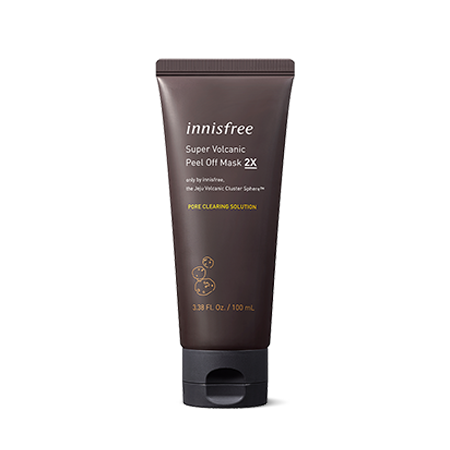 innisfree
Super Volcanic
Peel Off Mask 2X
only by innisfree,
the Jeju Volcanic Cluster Sphere™
PORE CLEARING SOLUTION
3.38 Fl. Oz. / 100 mL